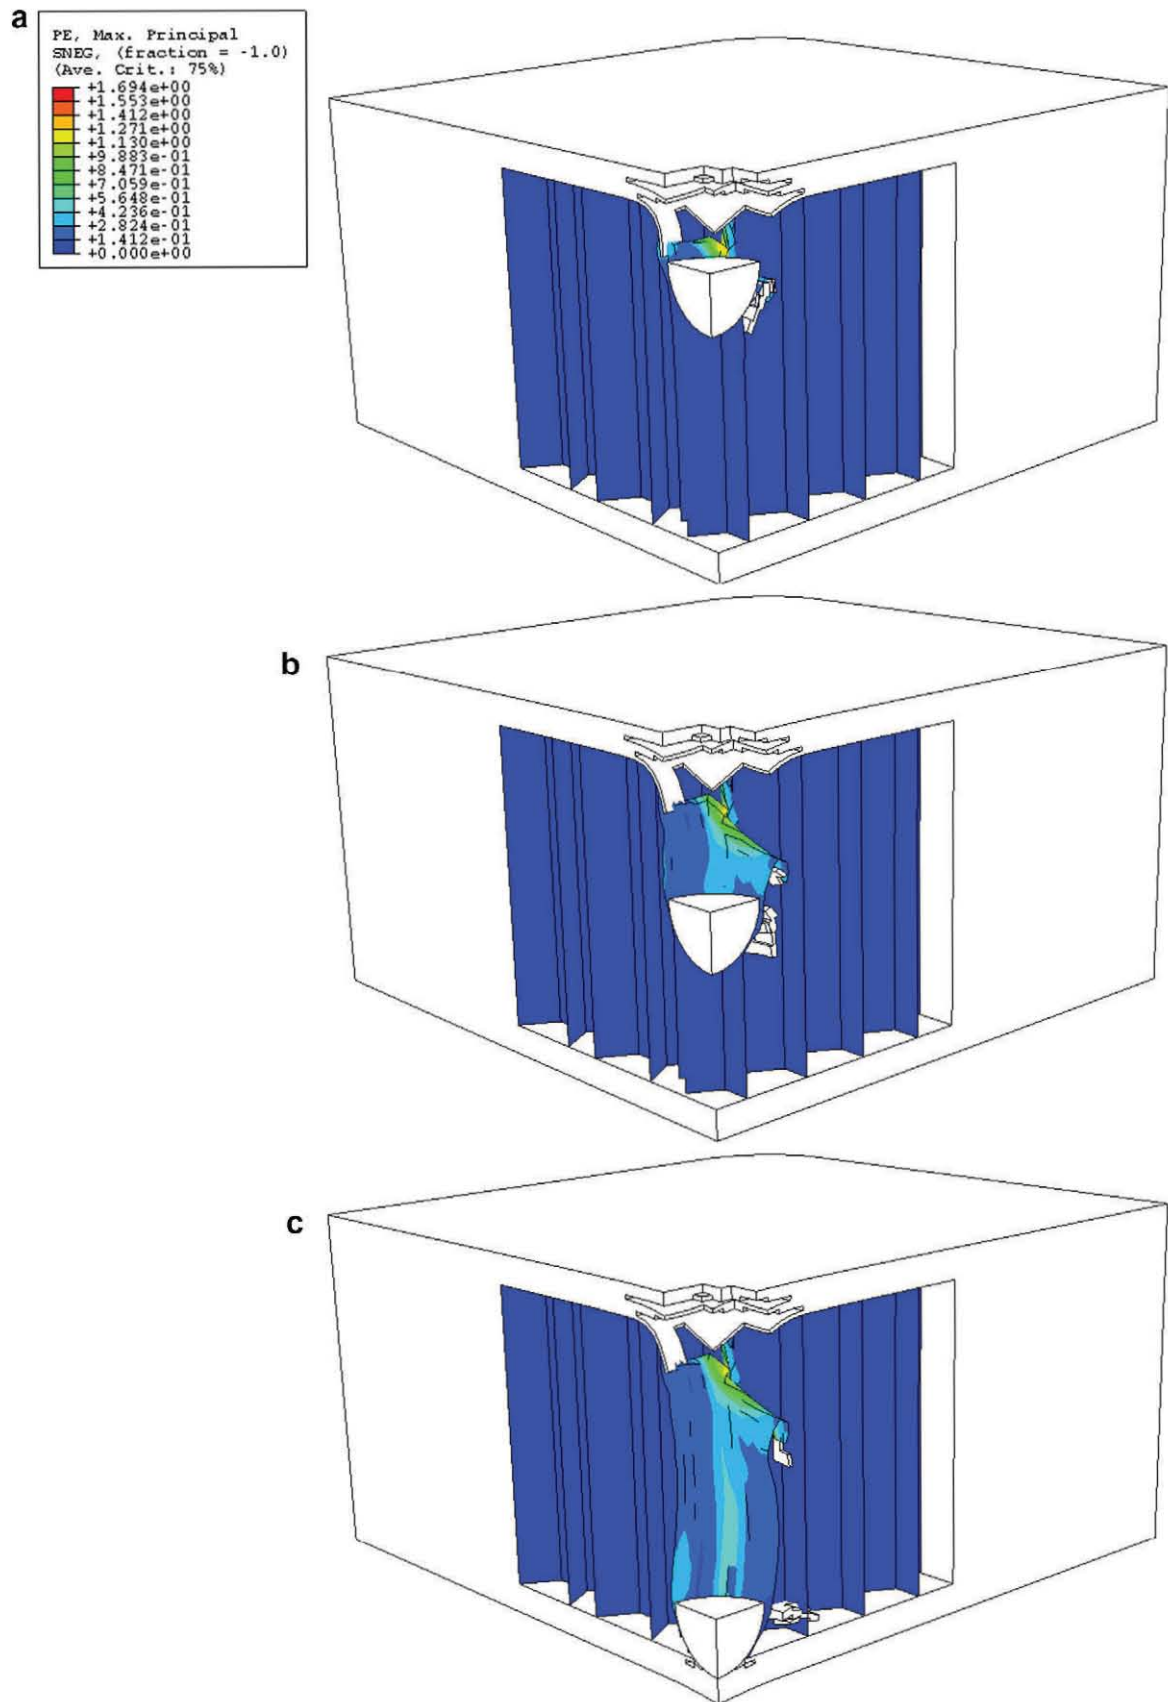 a
PE, Max. Principal
SNEG, (fraction = -1.0)
(Ave. Crit.: 75%)
+1.694e+00
+1.553e+00
+1.412e+00
+1.271e+00
+1.130e+00
+9.883e-01
+8.471e-01
+7.059e-01
+5.648e-01
+4.236e-01
+2.824e-01
+1.412e-01
+0.000e+00
b
c